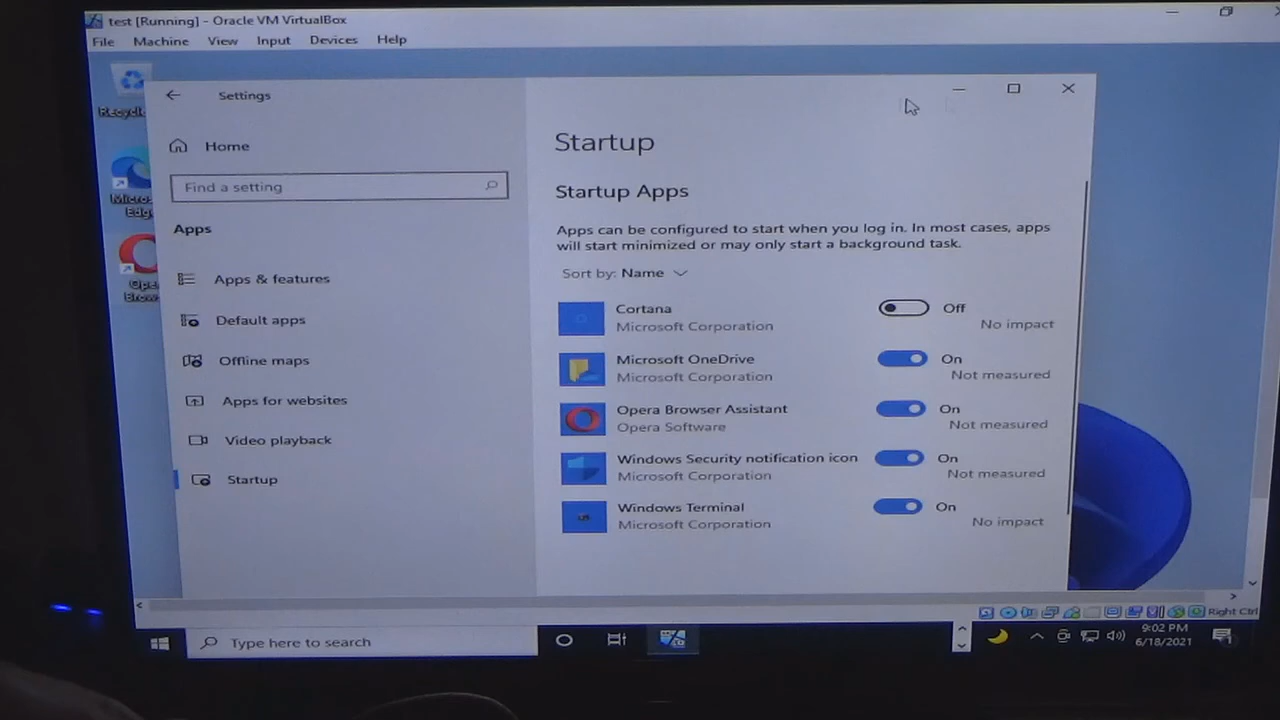 test [Running] - Oracle VM VirtualBox
File Machine View Input Devices Help
Recycle
Settings
Home
Find a setting
Micros
Edge
Apps
Ope
Brows
Apps & features
Default apps
Offline maps
Apps for websites
Video playback
Startup
Startup
Startup Apps
Apps can be configured to start when you log in. In most cases, apps
will start minimized or may only start a background task.
Sort by: Name
Cortana
Microsoft Corporation
Off
No impact
Microsoft OneDrive
Microsoft Corporation
On
Not measured
Opera Browser Assistant
Opera Software
On
Not measured
Windows Security notification icon
Microsoft Corporation
On
Not measured
Windows Terminal
Microsoft Corporation
On
No impact
Right Ctrl
Type here to search
9:02 PM
6/18/2021